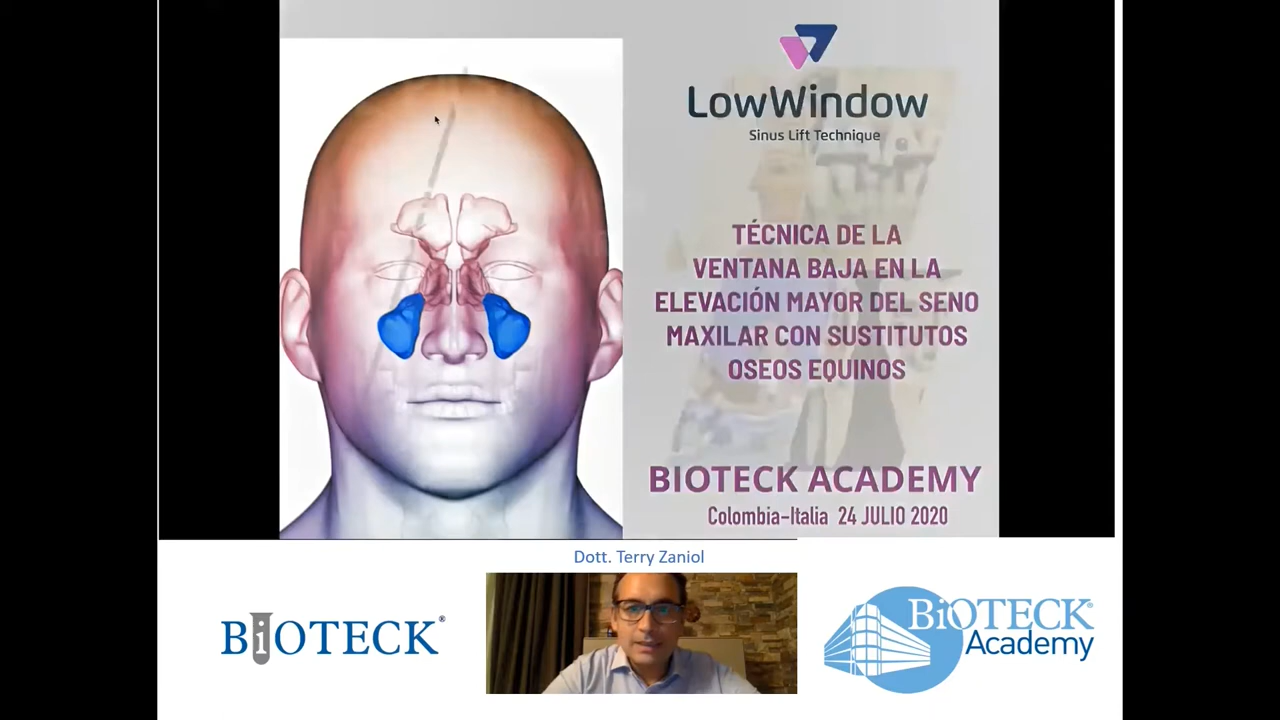 LowWindow
Sinus Lift Technique
TÉCNICA DE LA
VENTANA BAJA EN LA
ELEVACIÓN MAYOR DEL SENO
MAXILAR CON SUSTITUTOS
OSEOS EQUINOS
BIOTECK ACADEMY
Colombia-Italia 24 JULIO 2020
Dott. Terry Zaniol
BiOTECK®
BiOTECK®
Academy